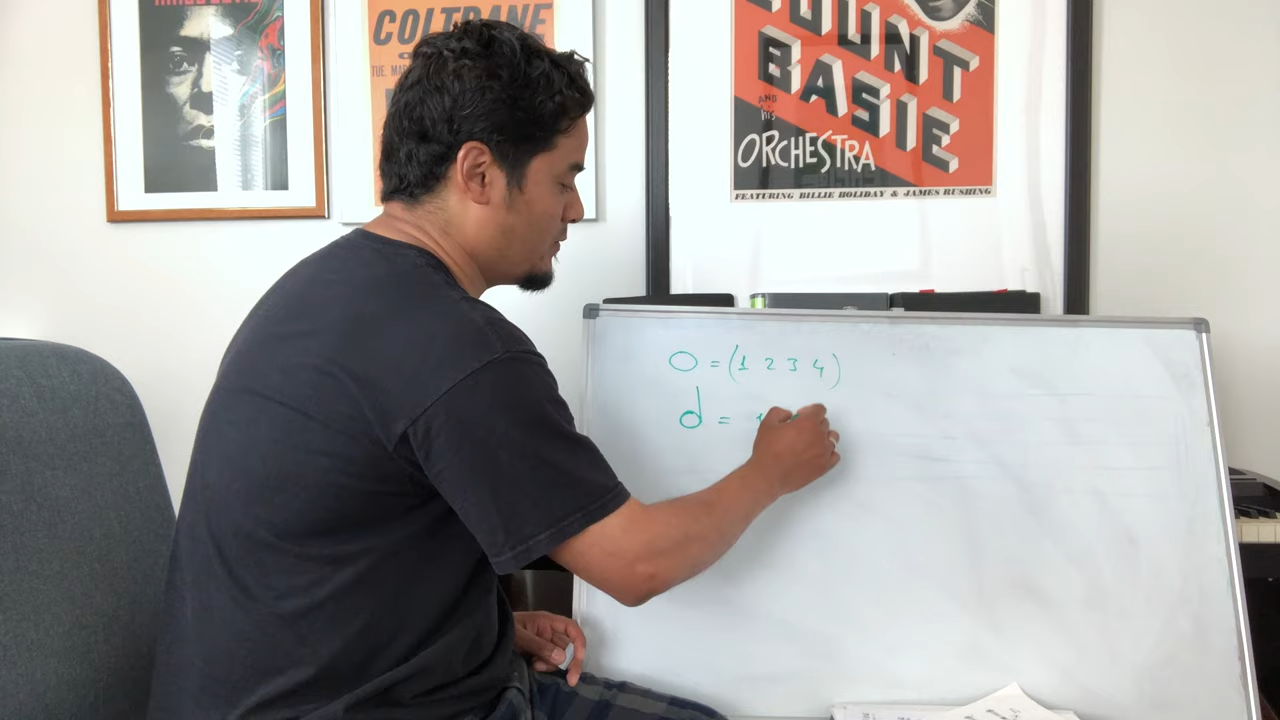 COLTRANE
TUE. MAR
COUNT
BASIE
AND
his
ORCHESTRA
FEATURING BILLIE HOLIDAY & JAMES RUSHING
O = (1 2 3 4)
d =